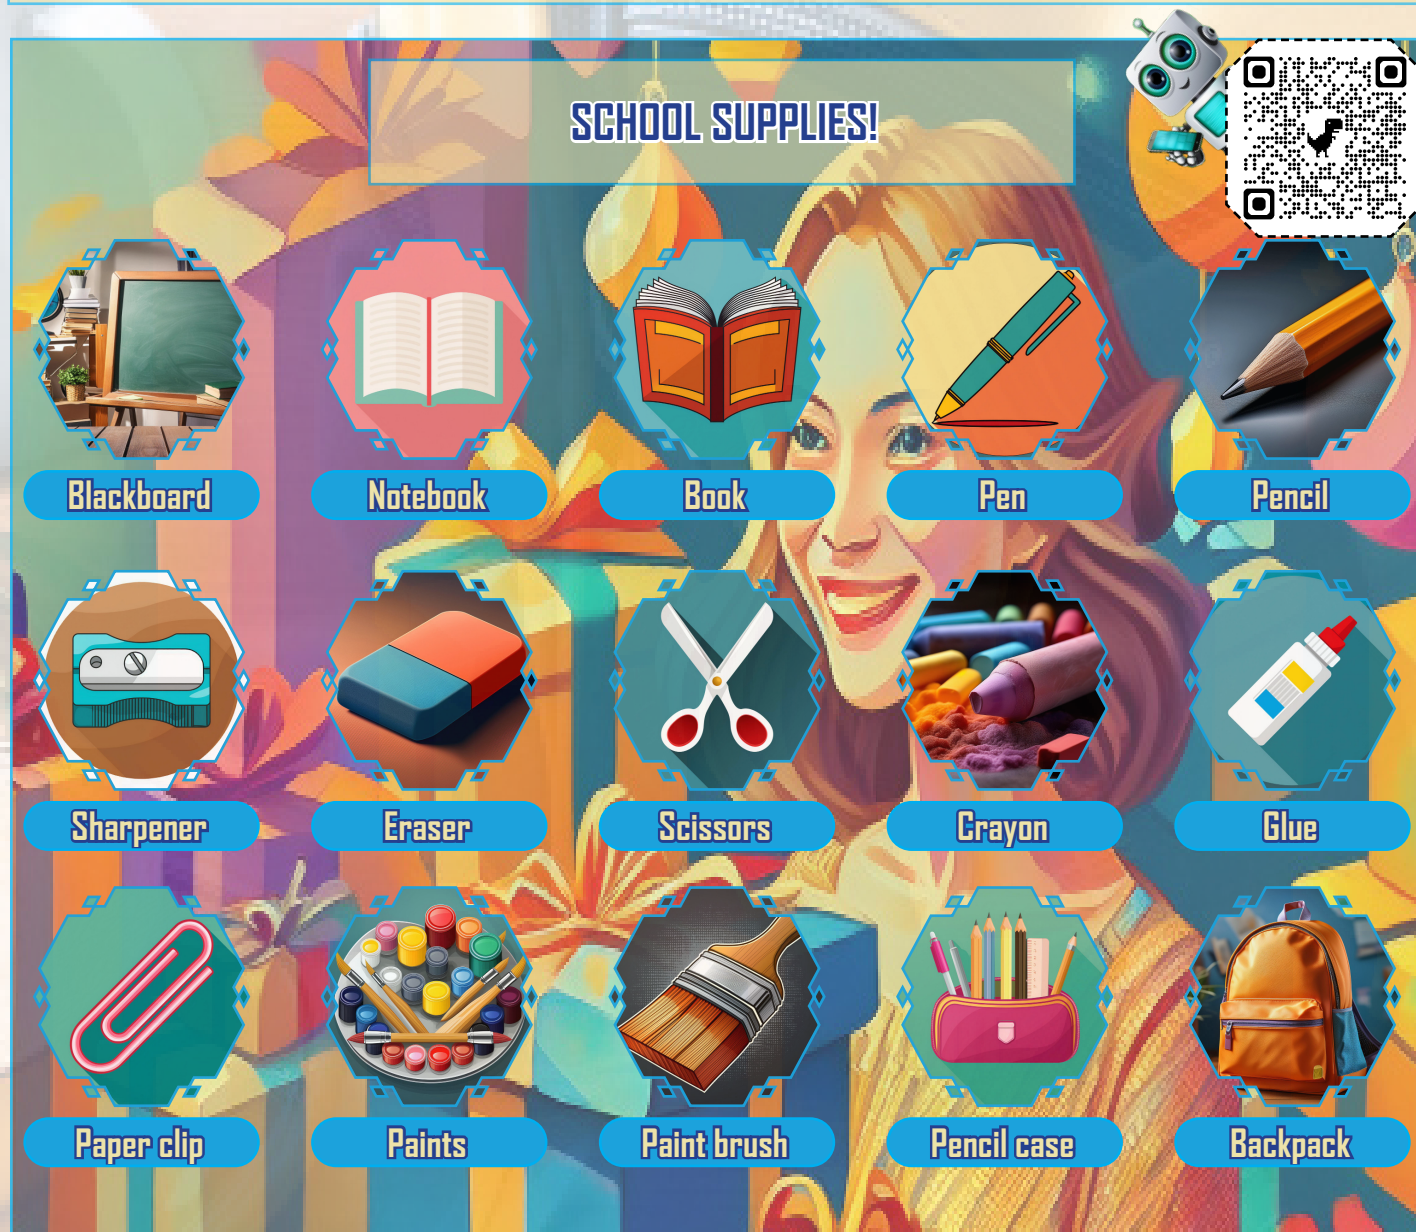 SCHOOL SUPPLIES!
Blackboard
Notebook
Book
Pen
Pencil
Sharpener
Eraser
Scissors
Crayon
Glue
Paper clip
Paints
Paint brush
Pencil case
Backpack